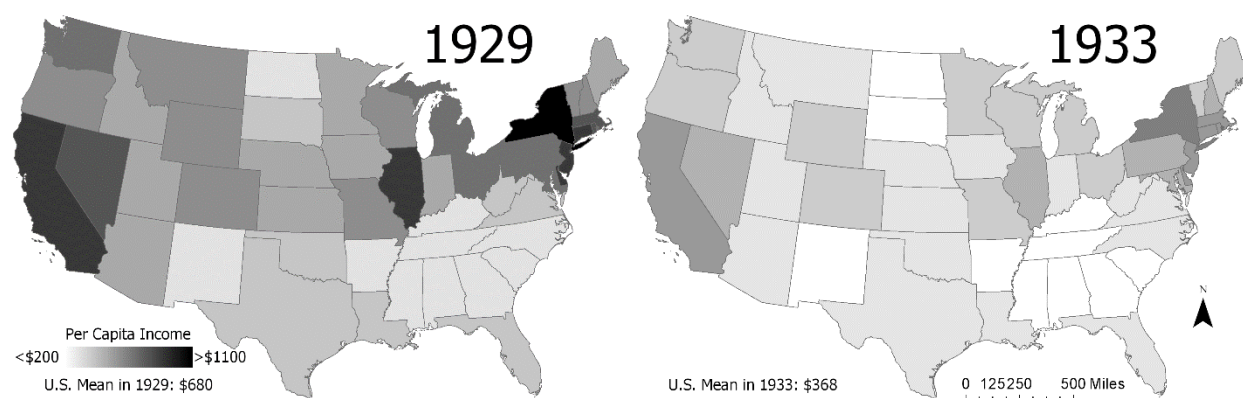 1929
1933
Per Capita Income
<$200 >$1100
U.S. Mean in 1929: $680
U.S. Mean in 1933: $368
N
0 125250 500 Miles